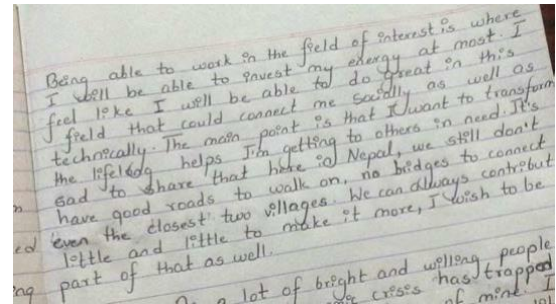 Being able to work in the field of interest is where
I will be able to invest my energy at most. I
feel like I will be able to do great in this
field that could connect me socially as well as
technically. The main point is that I want to transform
the lifeledg helps I'm getting to others in need. It's
sad to share that here in Nepal, we still don't
have good roads to walk on, no bridges to connect
even the closest two villages. We can always contribut
little and little to make it more, I wish to be
part of that as well.
a lot of bright and willing people
crisis has trapped